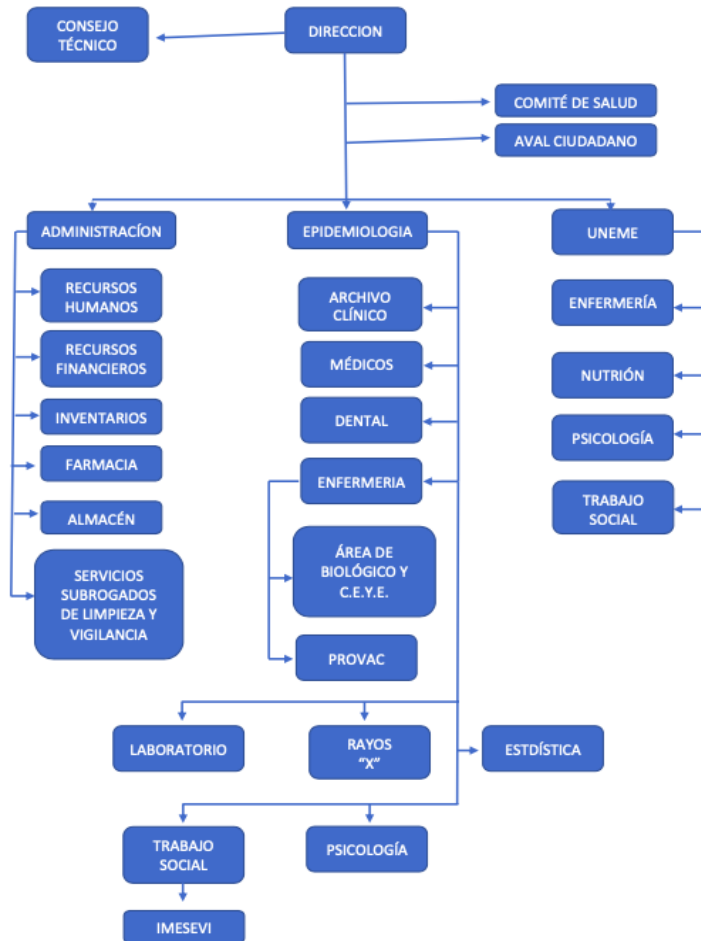 CONSEJO
TÉCNICO
DIRECCION
COMITÉ DE SALUD
AVAL CIUDADANO
ADMINISTRACÍON
EPIDEMIOLOGIA
UNEME
RECURSOS
HUMANOS
RECURSOS
FINANCIEROS
INVENTARIOS
FARMACIA
ALMACÉN
SERVICIOS
SUBROGADOS
DE LIMPIEZA Y
VIGILANCIA
ARCHIVO
CLÍNICO
MÉDICOS
DENTAL
ENFERMERIA
ÁREA DE
BIOLÓGICO Y
C.E.Y.E.
PROVAC
ENFERMERÍA
NUTRIÓN
PSICOLOGÍA
TRABAJO
SOCIAL
LABORATORIO
RAYOS
"X"
ESTDÍSTICA
TRABAJO
SOCIAL
PSICOLOGÍA
IMESEVI